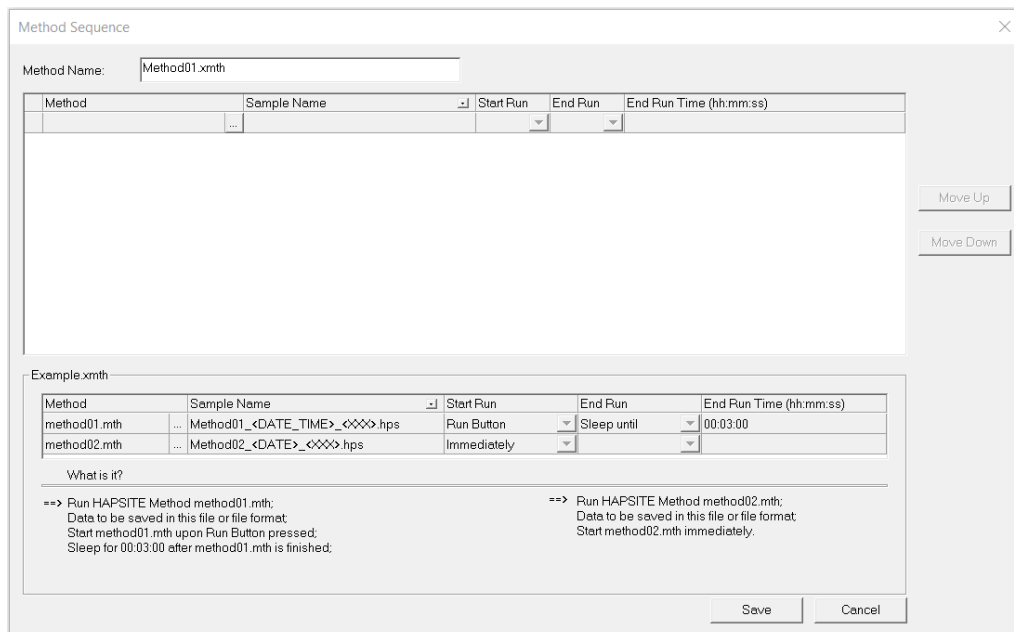 Method Sequence
Method Name: Method01.xmth
Method Sample Name Start Run End Run End Run Time (hh:mm:ss)
...
Move Up
Move Down
Example.xmth
Method Sample Name Start Run End Run End Run Time (hh:mm:ss)
method01.mth ... Method01_<DATE_TIME>_<XXX>.hps Run Button Sleep until 00:03:00
method02.mth ... Method02_<DATE>_<XXX>.hps Immediately
What is it?
==> Run HAPSITE Method method01.mth;
Data to be saved in this file or file format;
Start method01.mth upon Run Button pressed;
Sleep for 00:03:00 after method01.mth is finished;
==> Run HAPSITE Method method02.mth;
Data to be saved in this file or file format;
Start method02.mth immediately.
Save Cancel